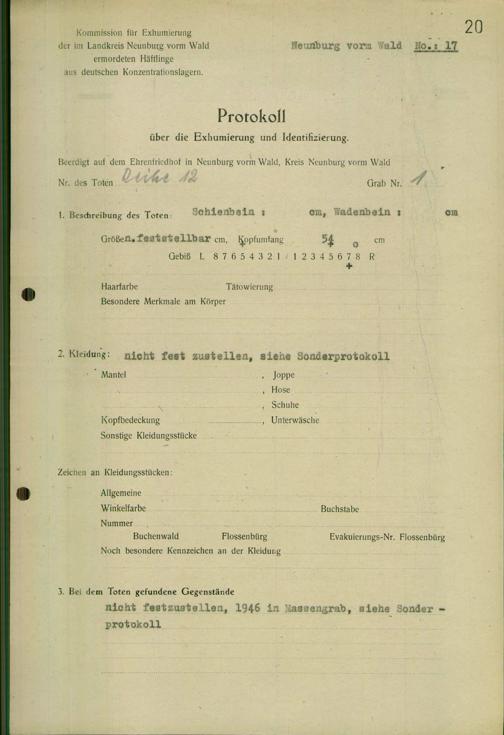 20
Kommission für Exhumierung
der im Landkreis Neunburg vorm Wald
ermordeten Häftlinge
aus deutschen Konzentrationslagern.
Neunburg vorm Wald No.: 17
Protokoll
über die Exhumierung und Identifizierung.
Beerdigt auf dem Ehrenfriedhof in Neunburg vorm Wald, Kreis Neunburg vorm Wald
Nr. des Toten Reihe 12 Grab Nr. 1
1. Beschreibung des Toten: Schienbein : cm, Wadenbein : cm
Größe n.feststellbar cm, Kopfumfang 54 cm
+ o
Gebiß L 8 7 6 5 4 3 2 1 / 1 2 3 4 5 6 7 8 R
+
Haarfarbe Tätowierung
Besondere Merkmale am Körper
2. Kleidung: nicht fest zustellen, siehe Sonderprotokoll
Mantel , Joppe
, Hose
, Schuhe
Kopfbedeckung , Unterwäsche
Sonstige Kleidungsstücke
Zeichen an Kleidungsstücken:
Allgemeine
Winkelfarbe Buchstabe
Nummer
Buchenwald Flossenbürg Evakuierungs-Nr. Flossenbürg
Noch besondere Kennzeichen an der Kleidung
3. Bei dem Toten gefundene Gegenstände
nicht festzustellen, 1946 in Massengrab, siehe Sonder -
protokoll